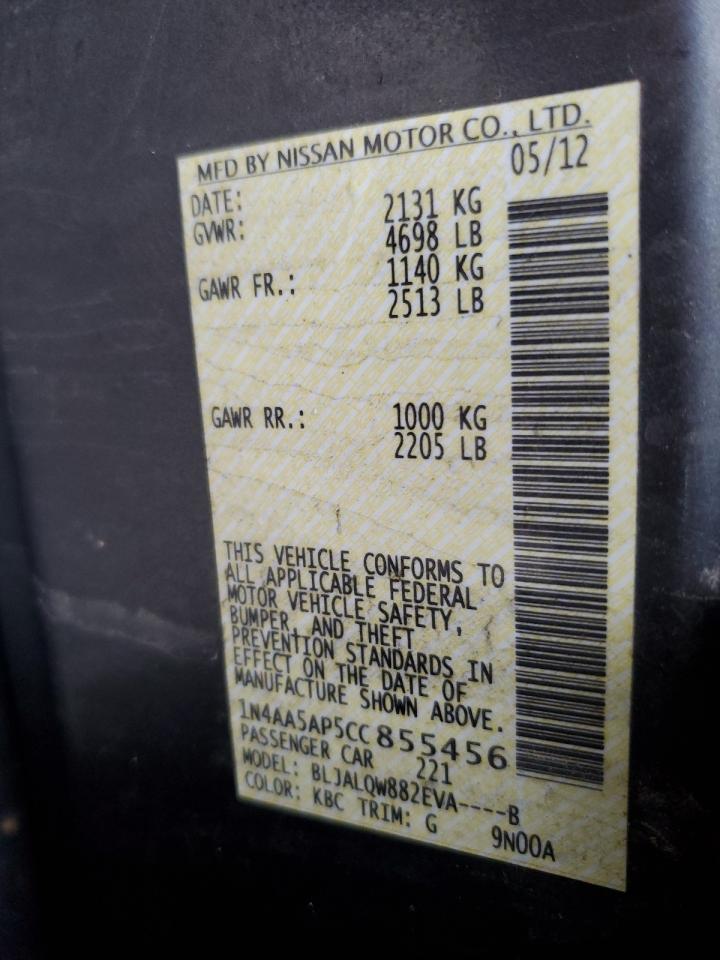 MFD BY NISSAN MOTOR CO., LTD.
DATE: 05/12
GVWR: 2131 KG
4698 LB
GAWR FR.: 1140 KG
2513 LB
GAWR RR.: 1000 KG
2205 LB
THIS VEHICLE CONFORMS TO
ALL APPLICABLE FEDERAL
MOTOR VEHICLE SAFETY,
BUMPER, AND THEFT
PREVENTION STANDARDS IN
EFFECT ON THE DATE OF
MANUFACTURE SHOWN ABOVE.
1N4AA5AP5CC855456
PASSENGER CAR 221
MODEL: BLJALQW882EVA----B
COLOR: KBC TRIM: G 9N00A